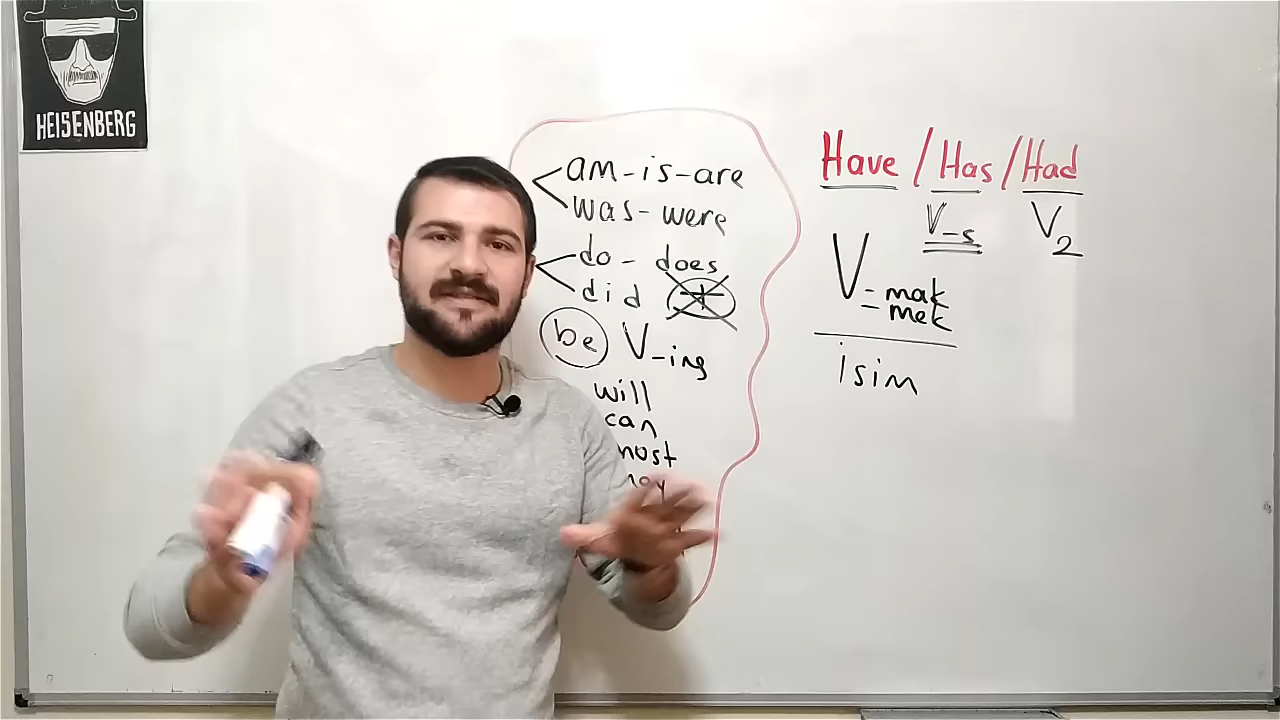 HEISENBERG
am-is-are
was-were
do - does
did +
be V-ing
will
can
most
Have / Has / Had
V-s V2
V-mak
-mek
isim